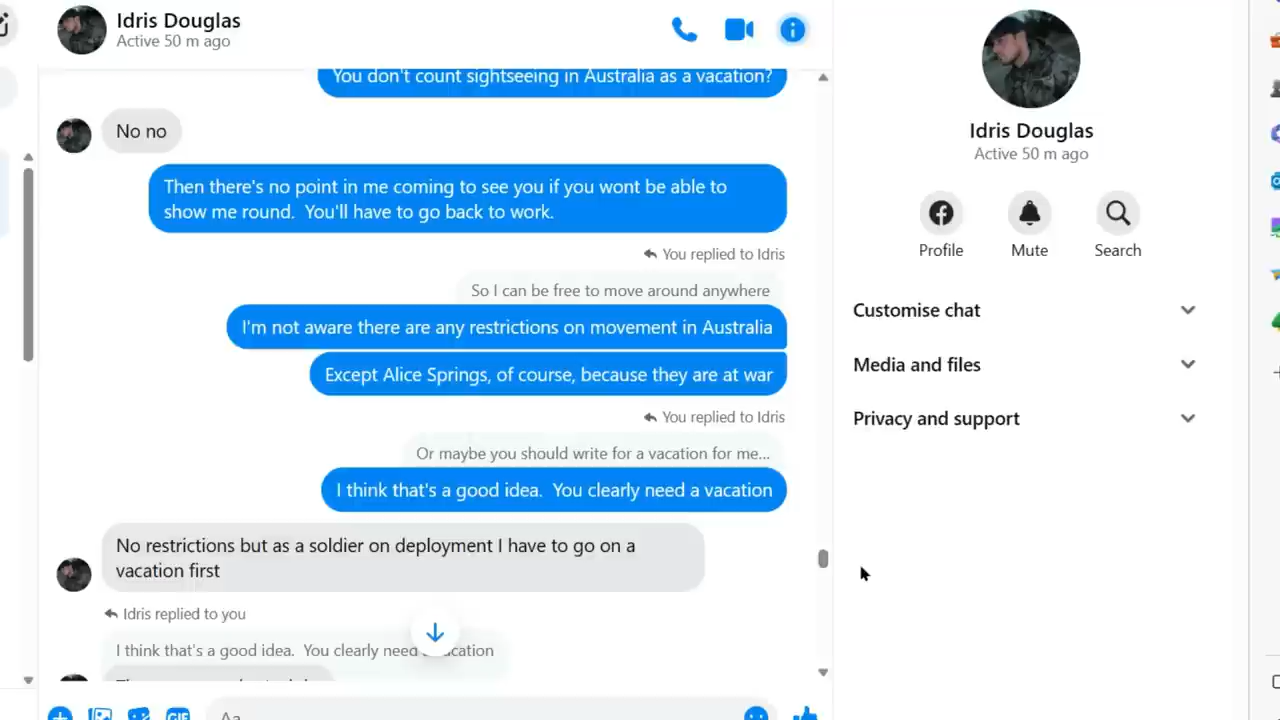 Idris Douglas
Active 50 m ago
You don't count sightseeing in Australia as a vacation?
No no
Then there's no point in me coming to see you if you wont be able to
show me round.  You'll have to go back to work.
You replied to Idris
So I can be free to move around anywhere
I'm not aware there are any restrictions on movement in Australia
Except Alice Springs, of course, because they are at war
You replied to Idris
Or maybe you should write for a vacation for me...
I think that's a good idea.  You clearly need a vacation
No restrictions but as a soldier on deployment I have to go on a
vacation first
Idris replied to you
I think that's a good idea.  You clearly need a vacation
GIF
Aa
Idris Douglas
Active 50 m ago
Profile
Mute
Search
Customise chat
Media and files
Privacy and support